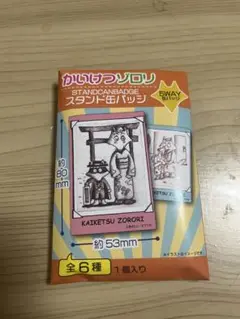 かいけつゾロリ
STANDCANBADGE
スタンド缶バッジ
5WAY
約80mm
KAIKETSU ZORORI
約53mm
全6種
1個入り